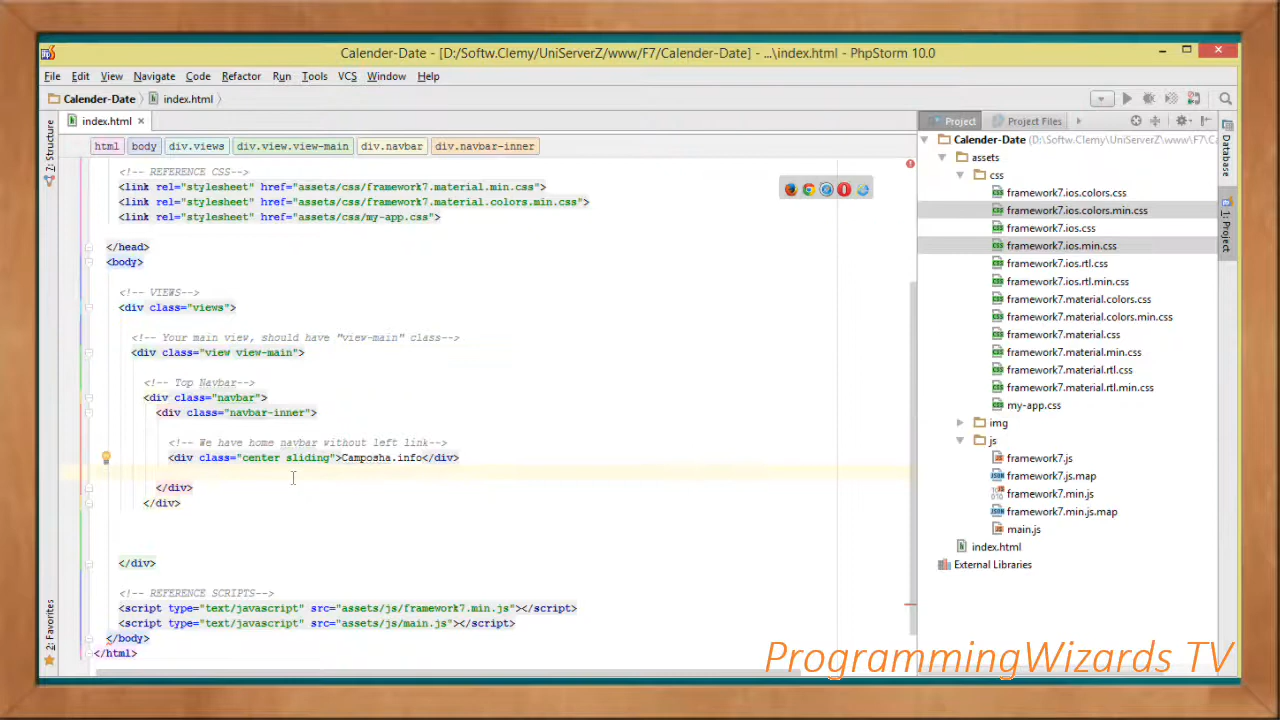 Calender-Date - [D:/Softw.Clemy/UniServerZ/www/F7/Calender-Date] - ...\index.html - PhpStorm 10.0
File Edit View Navigate Code Refactor Run Tools VCS Window Help
Calender-Date index.html
index.html
html body div.views div.view.view-main div.navbar div.navbar-inner
<!-- REFERENCE CSS-->
<link rel="stylesheet" href="assets/css/framework7.material.min.css">
<link rel="stylesheet" href="assets/css/framework7.material.colors.min.css">
<link rel="stylesheet" href="assets/css/my-app.css">
</head>
<body>
<!-- VIEWS-->
<div class="views">
<!-- Your main view, should have "view-main" class-->
<div class="view view-main">
<!-- Top Navbar-->
<div class="navbar">
<div class="navbar-inner">
<!-- We have home navbar without left link-->
<div class="center sliding">Camposha.info</div>
</div>
</div>
</div>
<!-- REFERENCE SCRIPTS-->
<script type="text/javascript" src="assets/js/framework7.min.js"></script>
<script type="text/javascript" src="assets/js/main.js"></script>
</body>
</html>
Project Project Files
Calender-Date (D:\Softw.Clemy\UniServerZ\www\F7\Ca
assets
css
framework7.ios.colors.css
framework7.ios.colors.min.css
framework7.ios.css
framework7.ios.min.css
framework7.ios.rtl.css
framework7.ios.rtl.min.css
framework7.material.colors.css
framework7.material.colors.min.css
framework7.material.css
framework7.material.min.css
framework7.material.rtl.css
framework7.material.rtl.min.css
my-app.css
img
js
framework7.js
framework7.js.map
framework7.min.js
framework7.min.js.map
main.js
index.html
External Libraries
7: Structure
2: Favorites
Database
1: Project
ProgrammingWizards TV